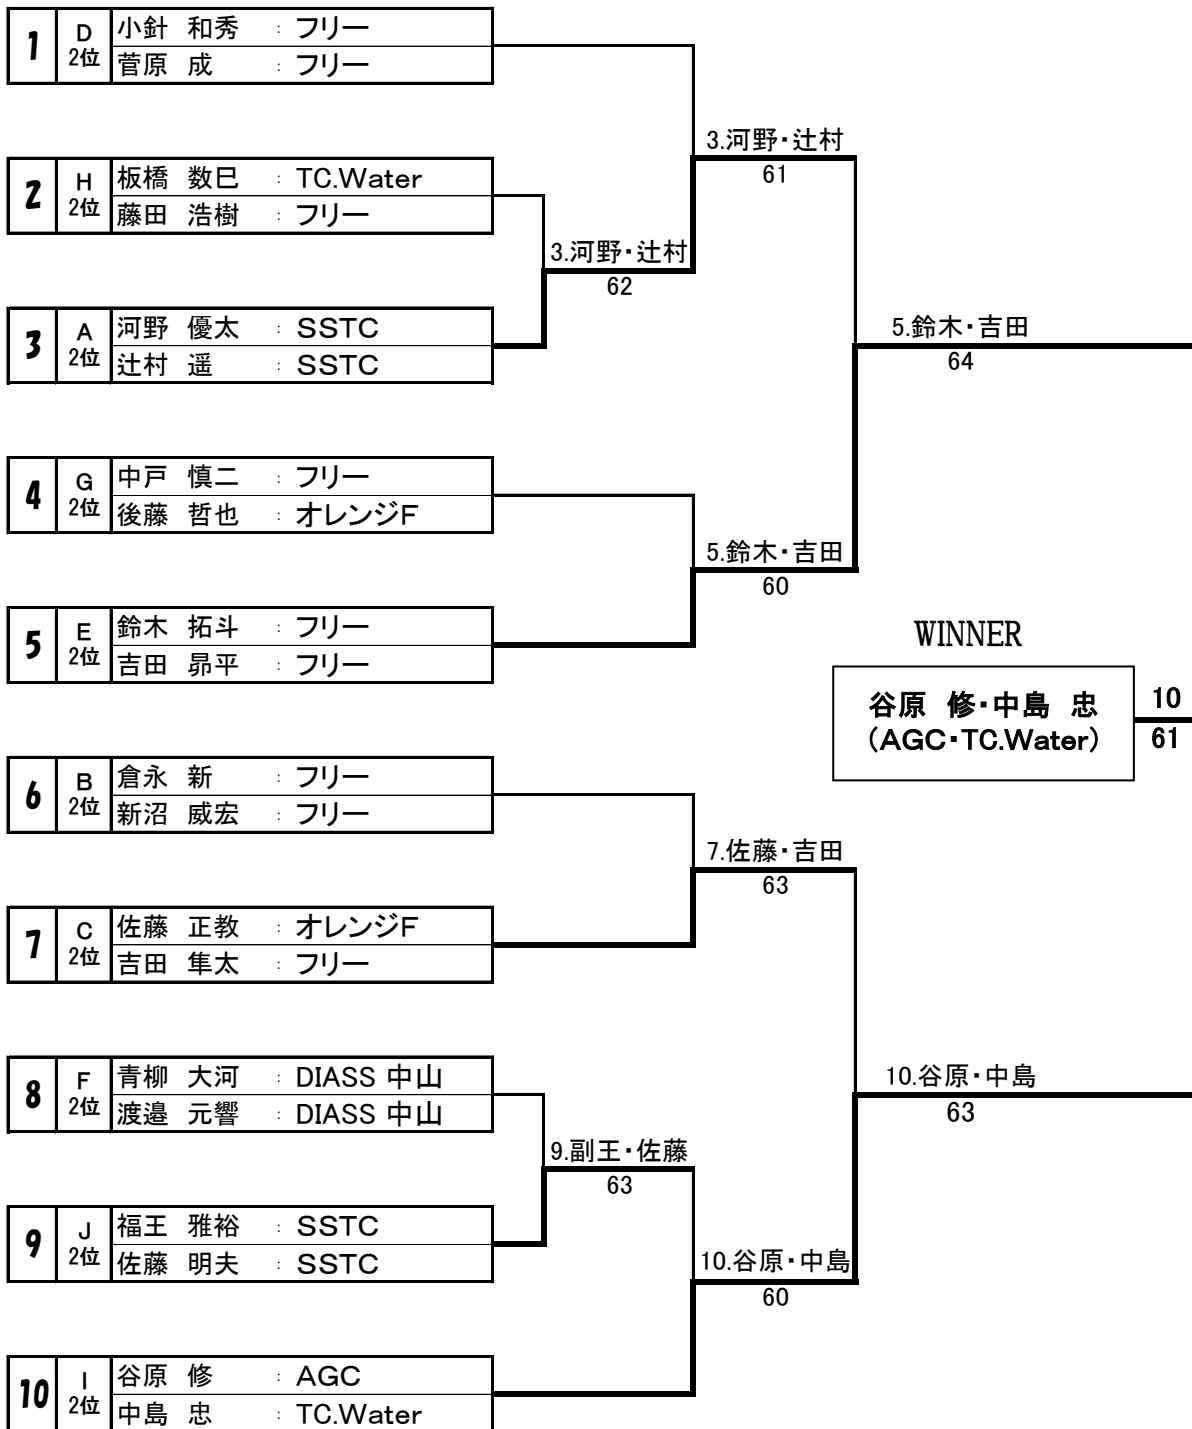 1 D 2位 小針 和秀 : フリー
菅原 成 : フリー
3.河野・辻村
61
2 H 2位 板橋 数巳 : TC.Water
藤田 浩樹 : フリー
3.河野・辻村
62
3 A 2位 河野 優太 : SSTC
辻村 遥 : SSTC
5.鈴木・吉田
64
4 G 2位 中戸 慎二 : フリー
後藤 哲也 : オレンジF
5.鈴木・吉田
60
5 E 2位 鈴木 拓斗 : フリー
吉田 昴平 : フリー
WINNER
谷原 修・中島 忠
(AGC・TC.Water)
10
61
6 B 2位 倉永 新 : フリー
新沼 威宏 : フリー
7.佐藤・吉田
63
7 C 2位 佐藤 正教 : オレンジF
吉田 隼太 : フリー
8 F 2位 青柳 大河 : DIASS 中山
渡邉 元響 : DIASS 中山
10.谷原・中島
63
9.副王・佐藤
63
9 J 2位 福王 雅裕 : SSTC
佐藤 明夫 : SSTC
10.谷原・中島
60
10 I 2位 谷原 修 : AGC
中島 忠 : TC.Water